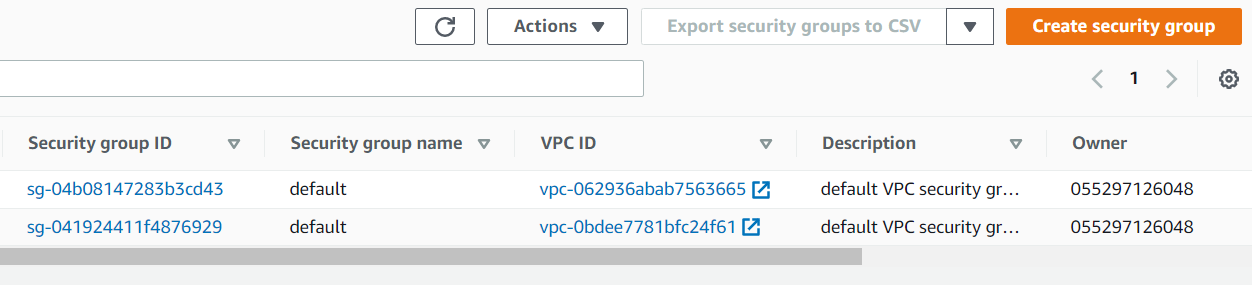 Actions Export security groups to CSV Create security group
1
Security group ID Security group name VPC ID Description Owner
sg-04b08147283b3cd43 default vpc-062936abab7563665 default VPC security gr... 055297126048
sg-041924411f4876929 default vpc-0bdee7781bfc24f61 default VPC security gr... 055297126048